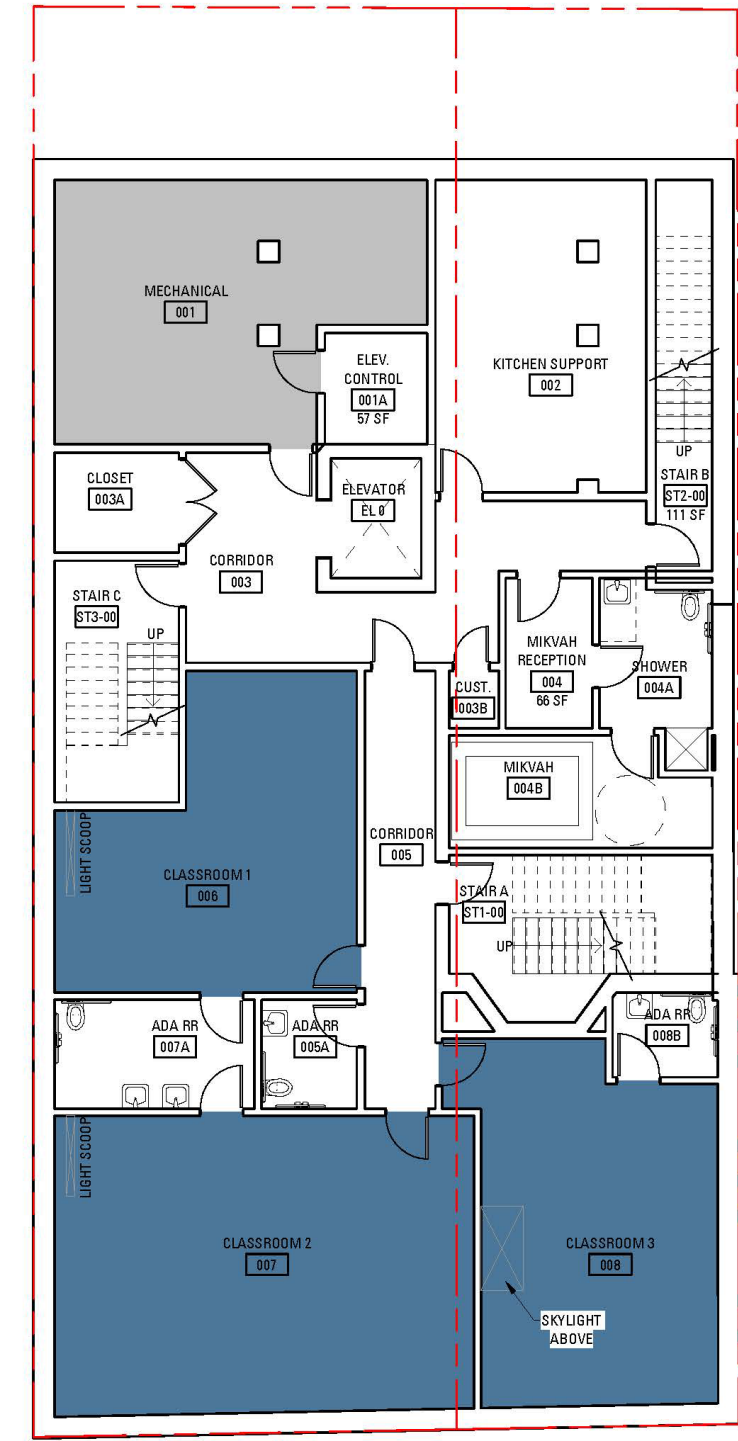 MECHANICAL
001
ELEV.
CONTROL
001A
57 SF
KITCHEN SUPPORT
002
UP
STAIR B
ST2-00
111 SF
CLOSET
003A
ELEVATOR
EL 0
CORRIDOR
003
STAIR C
ST3-00
UP
MIKVAH
RECEPTION
004
66 SF
SHOWER
004A
CUST.
003B
MIKVAH
004B
LIGHT SCOOP
CLASSROOM 1
006
CORRIDOR
005
STAIR A
ST1-00
UP
ADA RR
007A
ADA RR
005A
ADA RR
008B
LIGHT SCOOP
CLASSROOM 2
007
CLASSROOM 3
008
SKYLIGHT
ABOVE